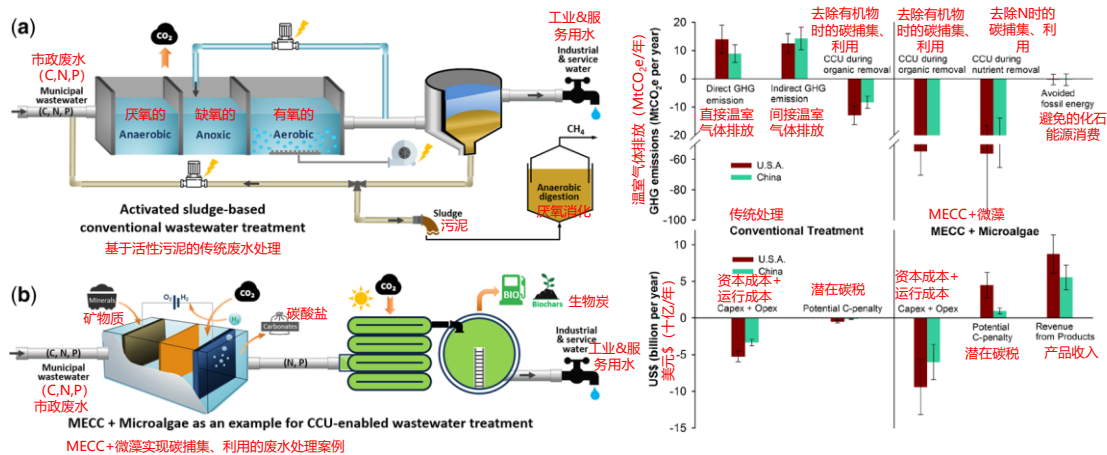 (a)
CO₂
工业&服
务用水
Industrial
& service
water
市政废水
(C,N,P)
Municipal
wastewater
(C, N, P)
厌氧的
Anaerobic
缺氧的
Anoxic
有氧的
Aerobic
CH₄
Anaerobic
digestion
厌氧消化
Sludge
污泥
Activated sludge-based
conventional wastewater treatment
基于活性污泥的传统废水处理
(b)
Minerals
矿物质
O₂
H₂
CO₂
H₂
碳酸盐
Carbonates
(C, N, P)
Municipal
wastewater
(C,N,P)
市政废水
(N, P)
CO₂
BIO
Biochars
生物炭
Industrial
& service
water
工业&服
务用水
MECC + Microalgae as an example for CCU-enabled wastewater treatment
MECC+微藻实现碳捕集、利用的废水处理案例
温室气体排放（MtCO₂e/年）
GHG emissions (MtCO₂e per year)
20
15
10
5
0
-5
-10
-15
-20
-60
-80
-100
去除有机物
时的碳捕集、
利用
CCU during
organic removal
去除有机物
时的碳捕集、
利用
CCU during
organic removal
去除N时的
碳捕集、利
用
CCU during
nutrient removal
Direct GHG
emission
直接温室
气体排放
Indirect GHG
emission
间接温室
气体排放
Avoided
fossil energy
避免的化石
能源消费
U.S.A.
China
传统处理
Conventional Treatment
MECC+微藻
MECC + Microalgae
美元$（十亿/年）
US$ (billion per year)
10
5
0
-5
-10
-15
U.S.A.
China
资本成本+
运行成本
Capex + Opex
潜在碳税
Potential C-penalty
资本成本+
运行成本
Capex + Opex
Potential
C-penalty
潜在碳税
Revenue
from Products
产品收入